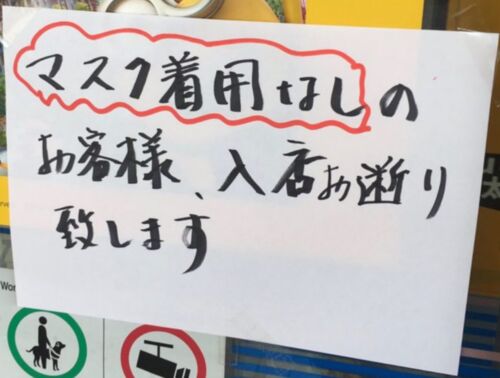 マスク着用なしの
お客様、入店お断り
致します
Wor